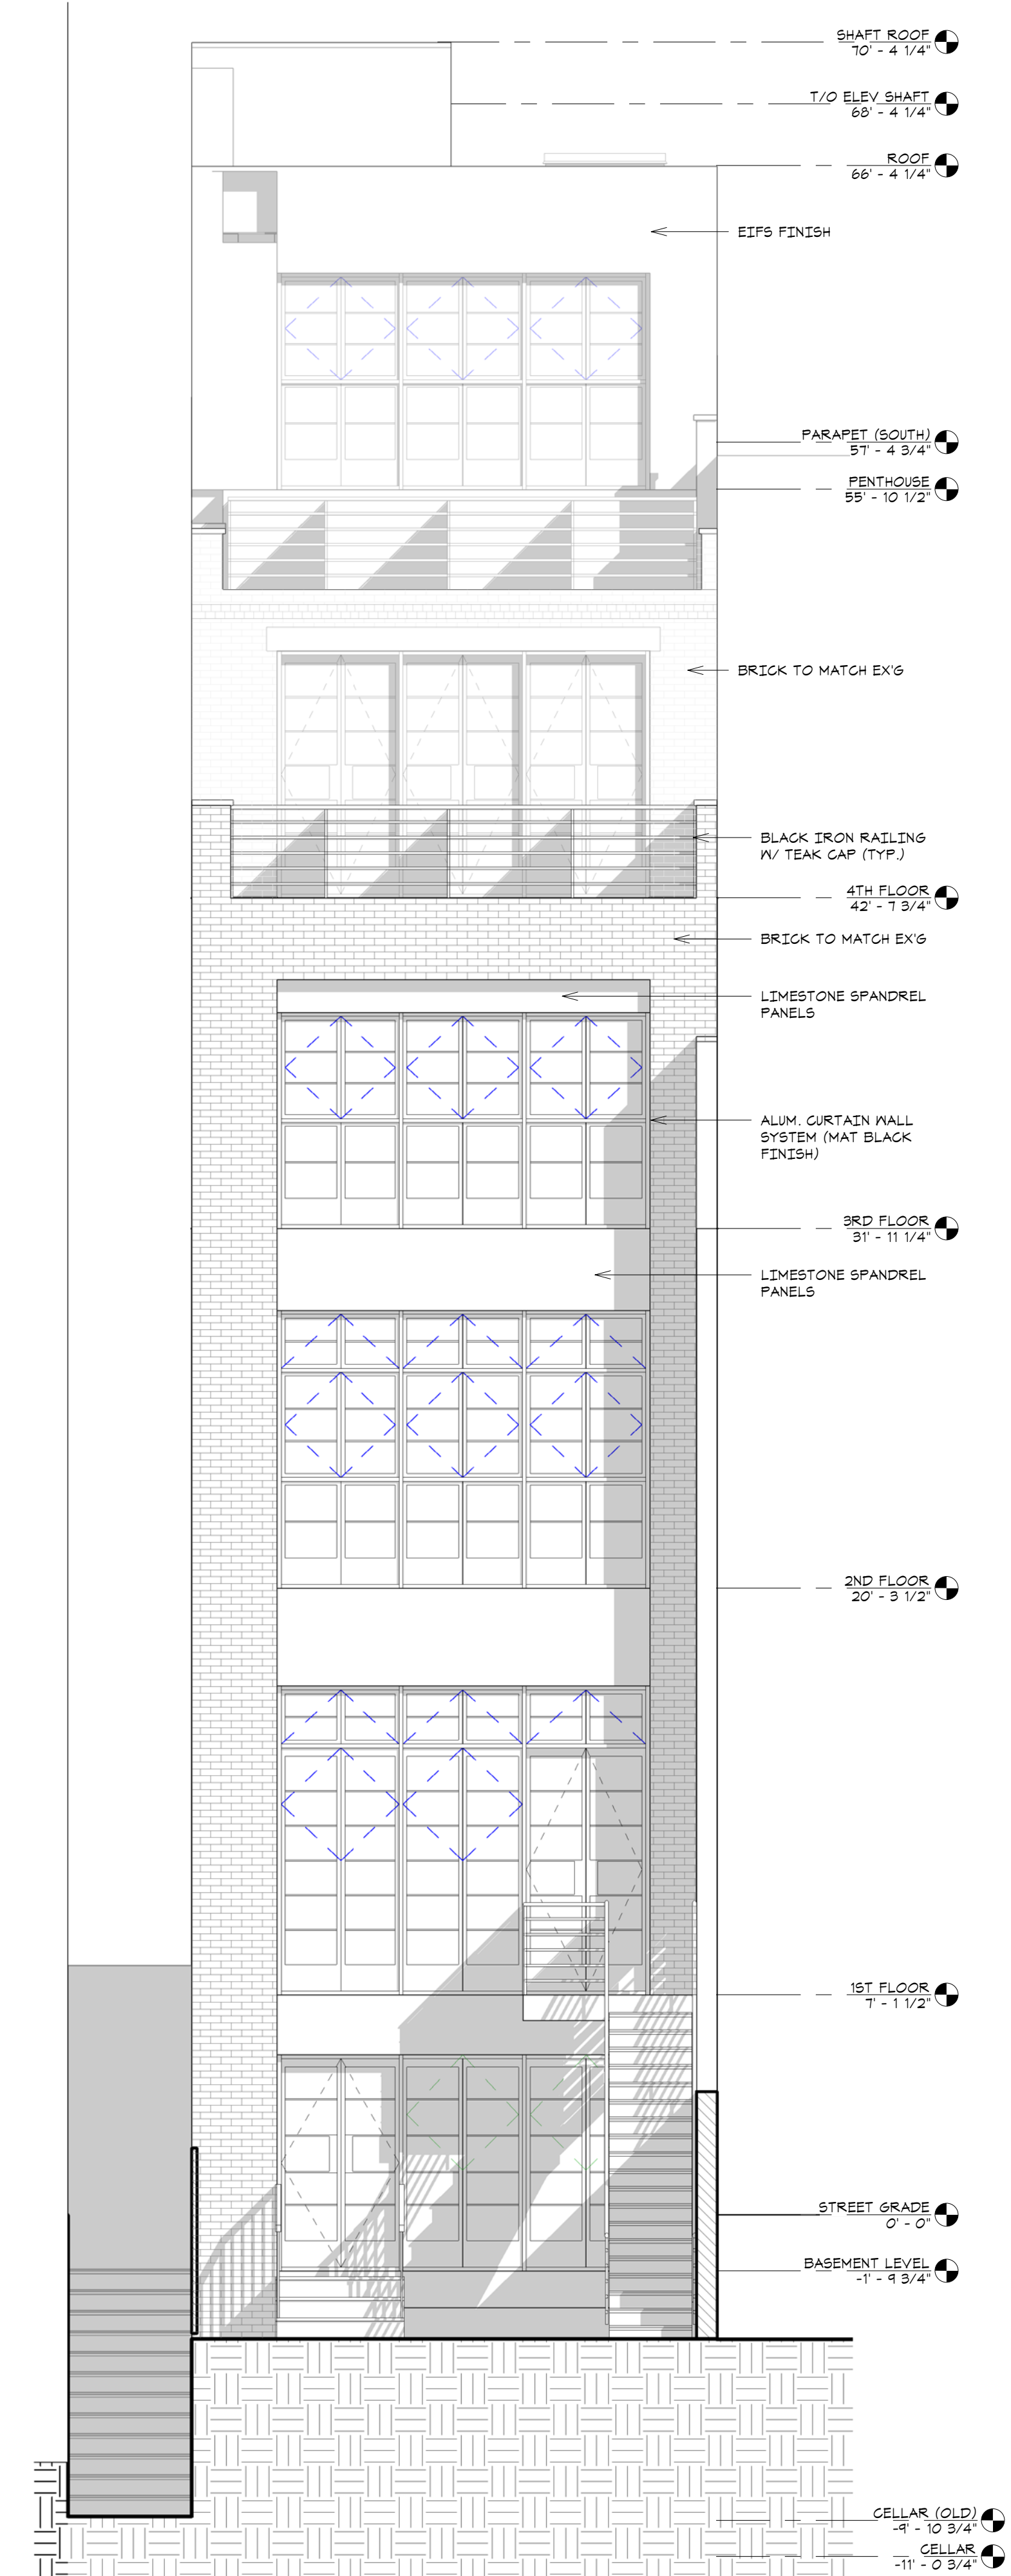 SHAFT ROOF
70' - 4 1/4"
T/O ELEV SHAFT
68' - 4 1/4"
ROOF
66' - 4 1/4"
EIFS FINISH
PARAPET (SOUTH)
57' - 4 3/4"
PENTHOUSE
55' - 10 1/2"
BRICK TO MATCH EX'G
BLACK IRON RAILING
W/ TEAK CAP (TYP.)
4TH FLOOR
42' - 7 3/4"
BRICK TO MATCH EX'G
LIMESTONE SPANDREL
PANELS
ALUM. CURTAIN WALL
SYSTEM (MAT BLACK
FINISH)
3RD FLOOR
31' - 11 1/4"
LIMESTONE SPANDREL
PANELS
2ND FLOOR
20' - 3 1/2"
1ST FLOOR
7' - 1 1/2"
STREET GRADE
0' - 0"
BASEMENT LEVEL
-1' - 9 3/4"
CELLAR (OLD)
-9' - 10 3/4"
CELLAR
-11' - 0 3/4"